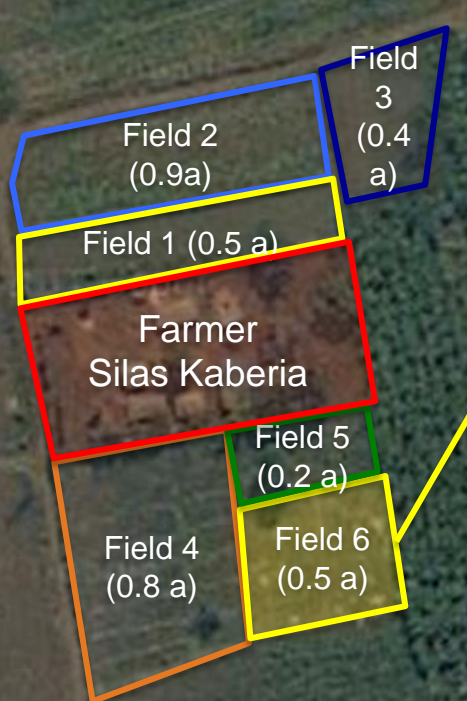 Field
3
(0.4
a)
Field 2
(0.9a)
Field 1 (0.5 a)
Farmer
Silas Kaberia
Field 5
(0.2 a)
Field 4
(0.8 a)
Field 6
(0.5 a)